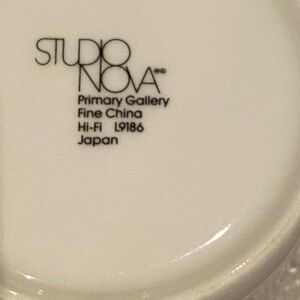 STUDIO
NOVA®©
Primary Gallery
Fine China
Hi-Fi L9186
Japan